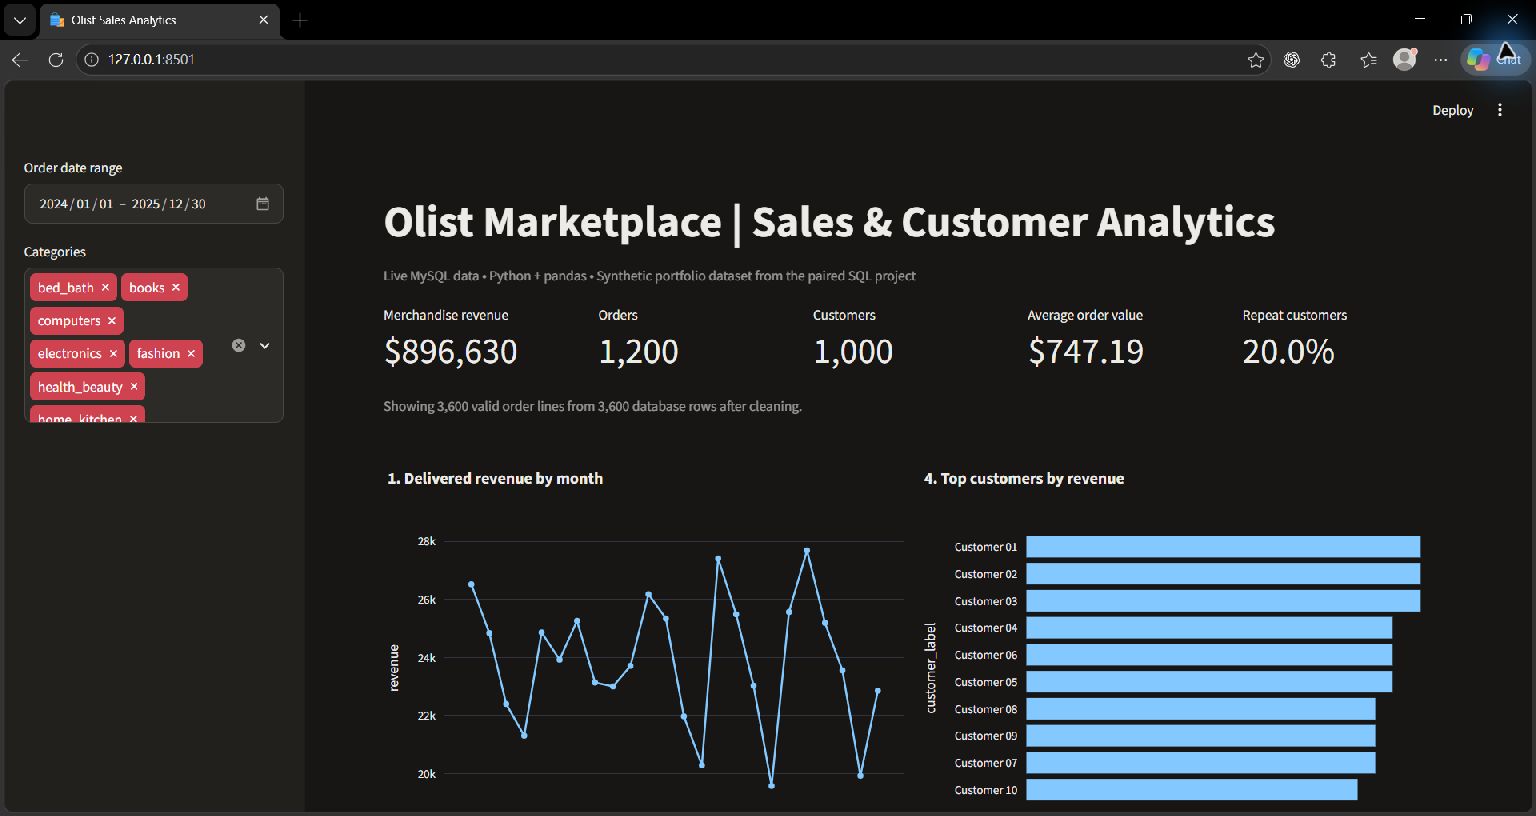 Olist Sales Analytics
127.0.0.1:8501
Chat
Deploy
Order date range
2024/01/01 – 2025/12/30
Categories
bed_bath × books ×
computers ×
electronics × fashion ×
health_beauty ×
home_kitchen ×
Olist Marketplace | Sales & Customer Analytics
Live MySQL data • Python + pandas • Synthetic portfolio dataset from the paired SQL project
Merchandise revenue
$896,630
Orders
1,200
Customers
1,000
Average order value
$747.19
Repeat customers
20.0%
Showing 3,600 valid order lines from 3,600 database rows after cleaning.
1. Delivered revenue by month
28k
26k
24k
22k
20k
revenue
4. Top customers by revenue
customer_label
Customer 01
Customer 02
Customer 03
Customer 04
Customer 06
Customer 05
Customer 08
Customer 09
Customer 07
Customer 10